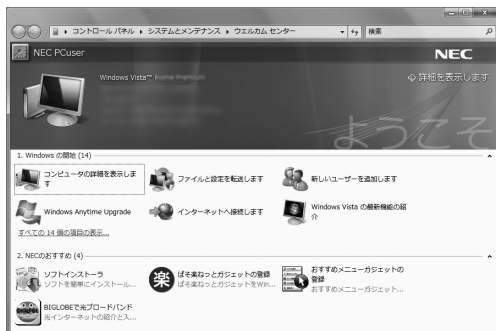 コントロール パネル ▸ システムとメンテナンス ▸ ウェルカム センター
検索
NEC PCuser
NEC
Windows Vista™ Home Premium
詳細を表示します
ようこそ
1. Windows の開始 (14)
コンピュータの詳細を表示しま
す
ファイルと設定を転送します
新しいユーザーを追加します
Windows Anytime Upgrade
インターネットへ接続します
Windows Vista の最新機能の紹
介
すべての 14 個の項目の表示...
2. NECのおすすめ (4)
ソフトインストーラ
ソフトを簡単にインストール...
ぱそ楽ねっとガジェットの登録
ぱそ楽ねっとガジェットをWin...
おすすめメニューガジェットの
登録
おすすめメニューガジェット...
BIGLOBEで光ブロードバンド
光インターネットの紹介と入...